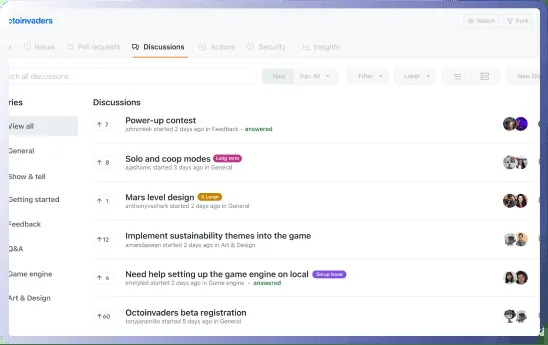 ctoinvaders
Watch
Fork
Issues
Pull requests
Discussions
Actions
Security
Insights
rch all discussions
New
Top: All
Filter
Label
New
ries
Discussions
View all
General
Show & tell
Getting started
Feedback
Q&A
Game engine
Art & Design
↑ 7
Power-up contest
johncreek started 2 days ago in Feedback • answered
↑ 8
Solo and coop modes Long term
ajashams started 3 days ago in General
↑ 1
Mars level design X Large
anthonyvashark started 2 days ago in General
↑ 12
Implement sustainability themes into the game
amandaswan started 2 days ago in Art & Design
↑ 4
Need help setting up the game engine on local Setup issue
enstyled started 2 days ago in Game engine • answered
↑ 60
Octoinvaders beta registration
tonyjaramillo started 5 days ago in General